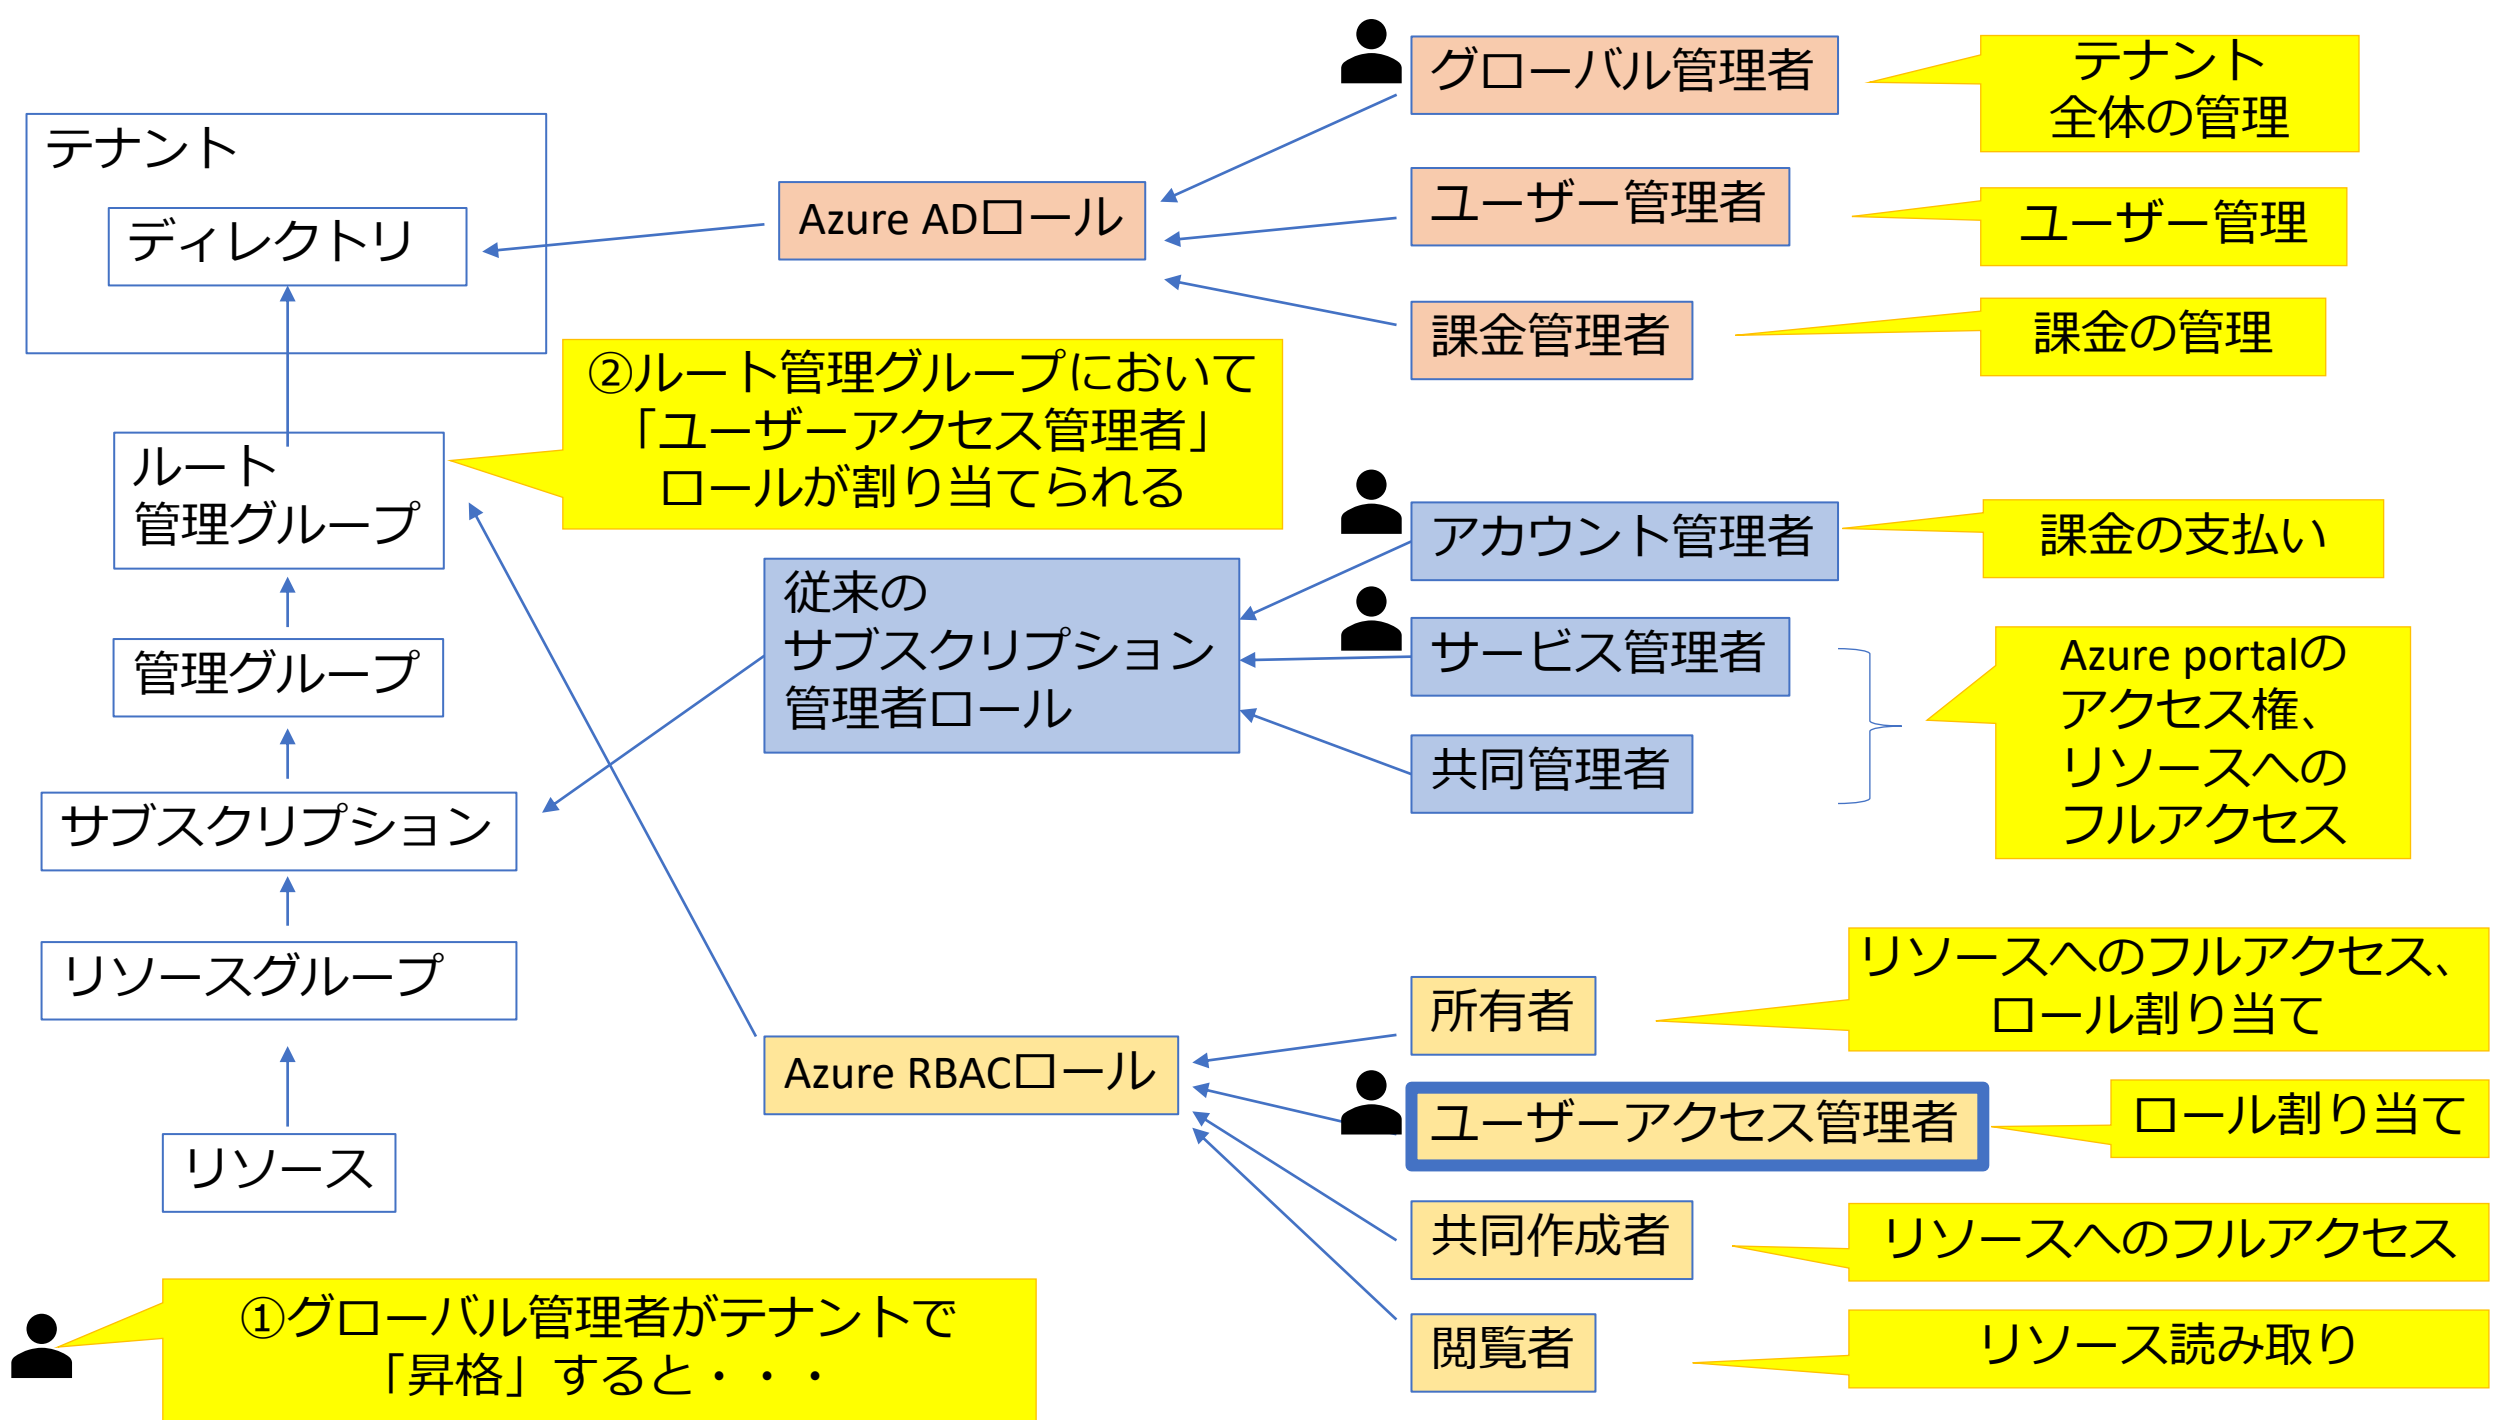 テナント
ディレクトリ
ルート
管理グループ
管理グループ
サブスクリプション
リソースグループ
リソース
①グローバル管理者がテナントで
「昇格」すると・・・
②ルート管理グループにおいて
「ユーザーアクセス管理者」
ロールが割り当てられる
Azure ADロール
グローバル管理者
テナント
全体の管理
ユーザー管理者
ユーザー管理
課金管理者
課金の管理
従来の
サブスクリプション
管理者ロール
アカウント管理者
課金の支払い
サービス管理者
共同管理者
Azure portalの
アクセス権、
リソースへの
フルアクセス
Azure RBACロール
所有者
リソースへのフルアクセス、
ロール割り当て
ユーザーアクセス管理者
ロール割り当て
共同作成者
リソースへのフルアクセス
閲覧者
リソース読み取り